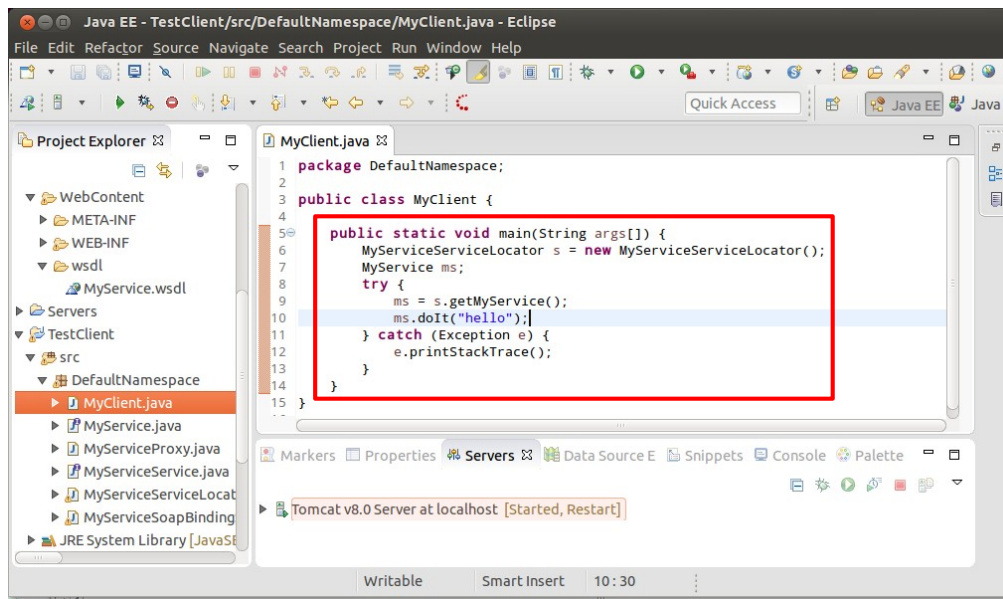 Java EE - TestClient/src/DefaultNamespace/MyClient.java - Eclipse
File Edit Refactor Source Navigate Search Project Run Window Help
Quick Access
Java EE
Java
Project Explorer
WebContent
META-INF
WEB-INF
wsdl
MyService.wsdl
Servers
TestClient
src
DefaultNamespace
MyClient.java
MyService.java
MyServiceProxy.java
MyServiceService.java
MyServiceServiceLocat
MyServiceSoapBinding
JRE System Library [JavaSE
MyClient.java
1 package DefaultNamespace;
2
3 public class MyClient {
4
5 public static void main(String args[]) {
6 MyServiceServiceLocator s = new MyServiceServiceLocator();
7 MyService ms;
8 try {
9 ms = s.getMyService();
10 ms.doIt("hello");
11 } catch (Exception e) {
12 e.printStackTrace();
13 }
14 }
15 }
Markers Properties Servers Data Source E Snippets Console Palette
Tomcat v8.0 Server at localhost [Started, Restart]
Writable Smart Insert 10 : 30